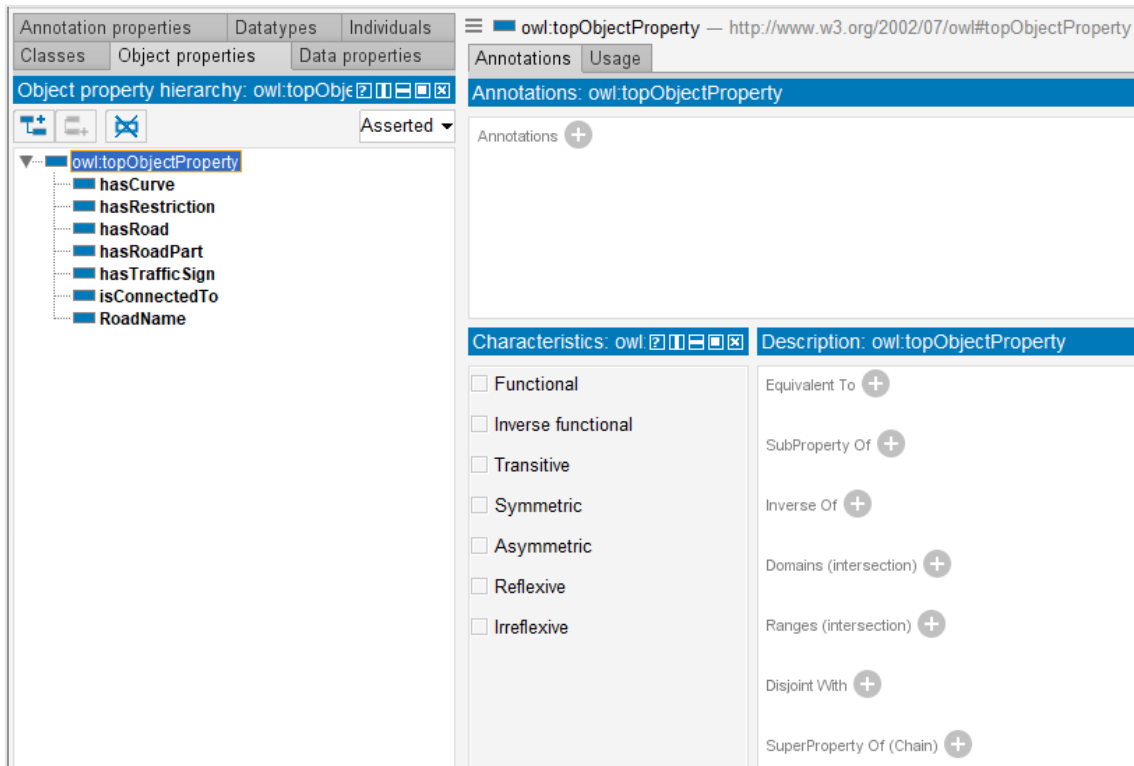 Annotation properties Datatypes Individuals
Classes Object properties Data properties
Object property hierarchy: owl:topObje
Asserted
owl:topObjectProperty
hasCurve
hasRestriction
hasRoad
hasRoadPart
hasTrafficSign
isConnectedTo
RoadName
owl:topObjectProperty — http://www.w3.org/2002/07/owl#topObjectProperty
Annotations Usage
Annotations: owl:topObjectProperty
Annotations
Characteristics: owl:
Functional
Inverse functional
Transitive
Symmetric
Asymmetric
Reflexive
Irreflexive
Description: owl:topObjectProperty
Equivalent To
SubProperty Of
Inverse Of
Domains (intersection)
Ranges (intersection)
Disjoint With
SuperProperty Of (Chain)